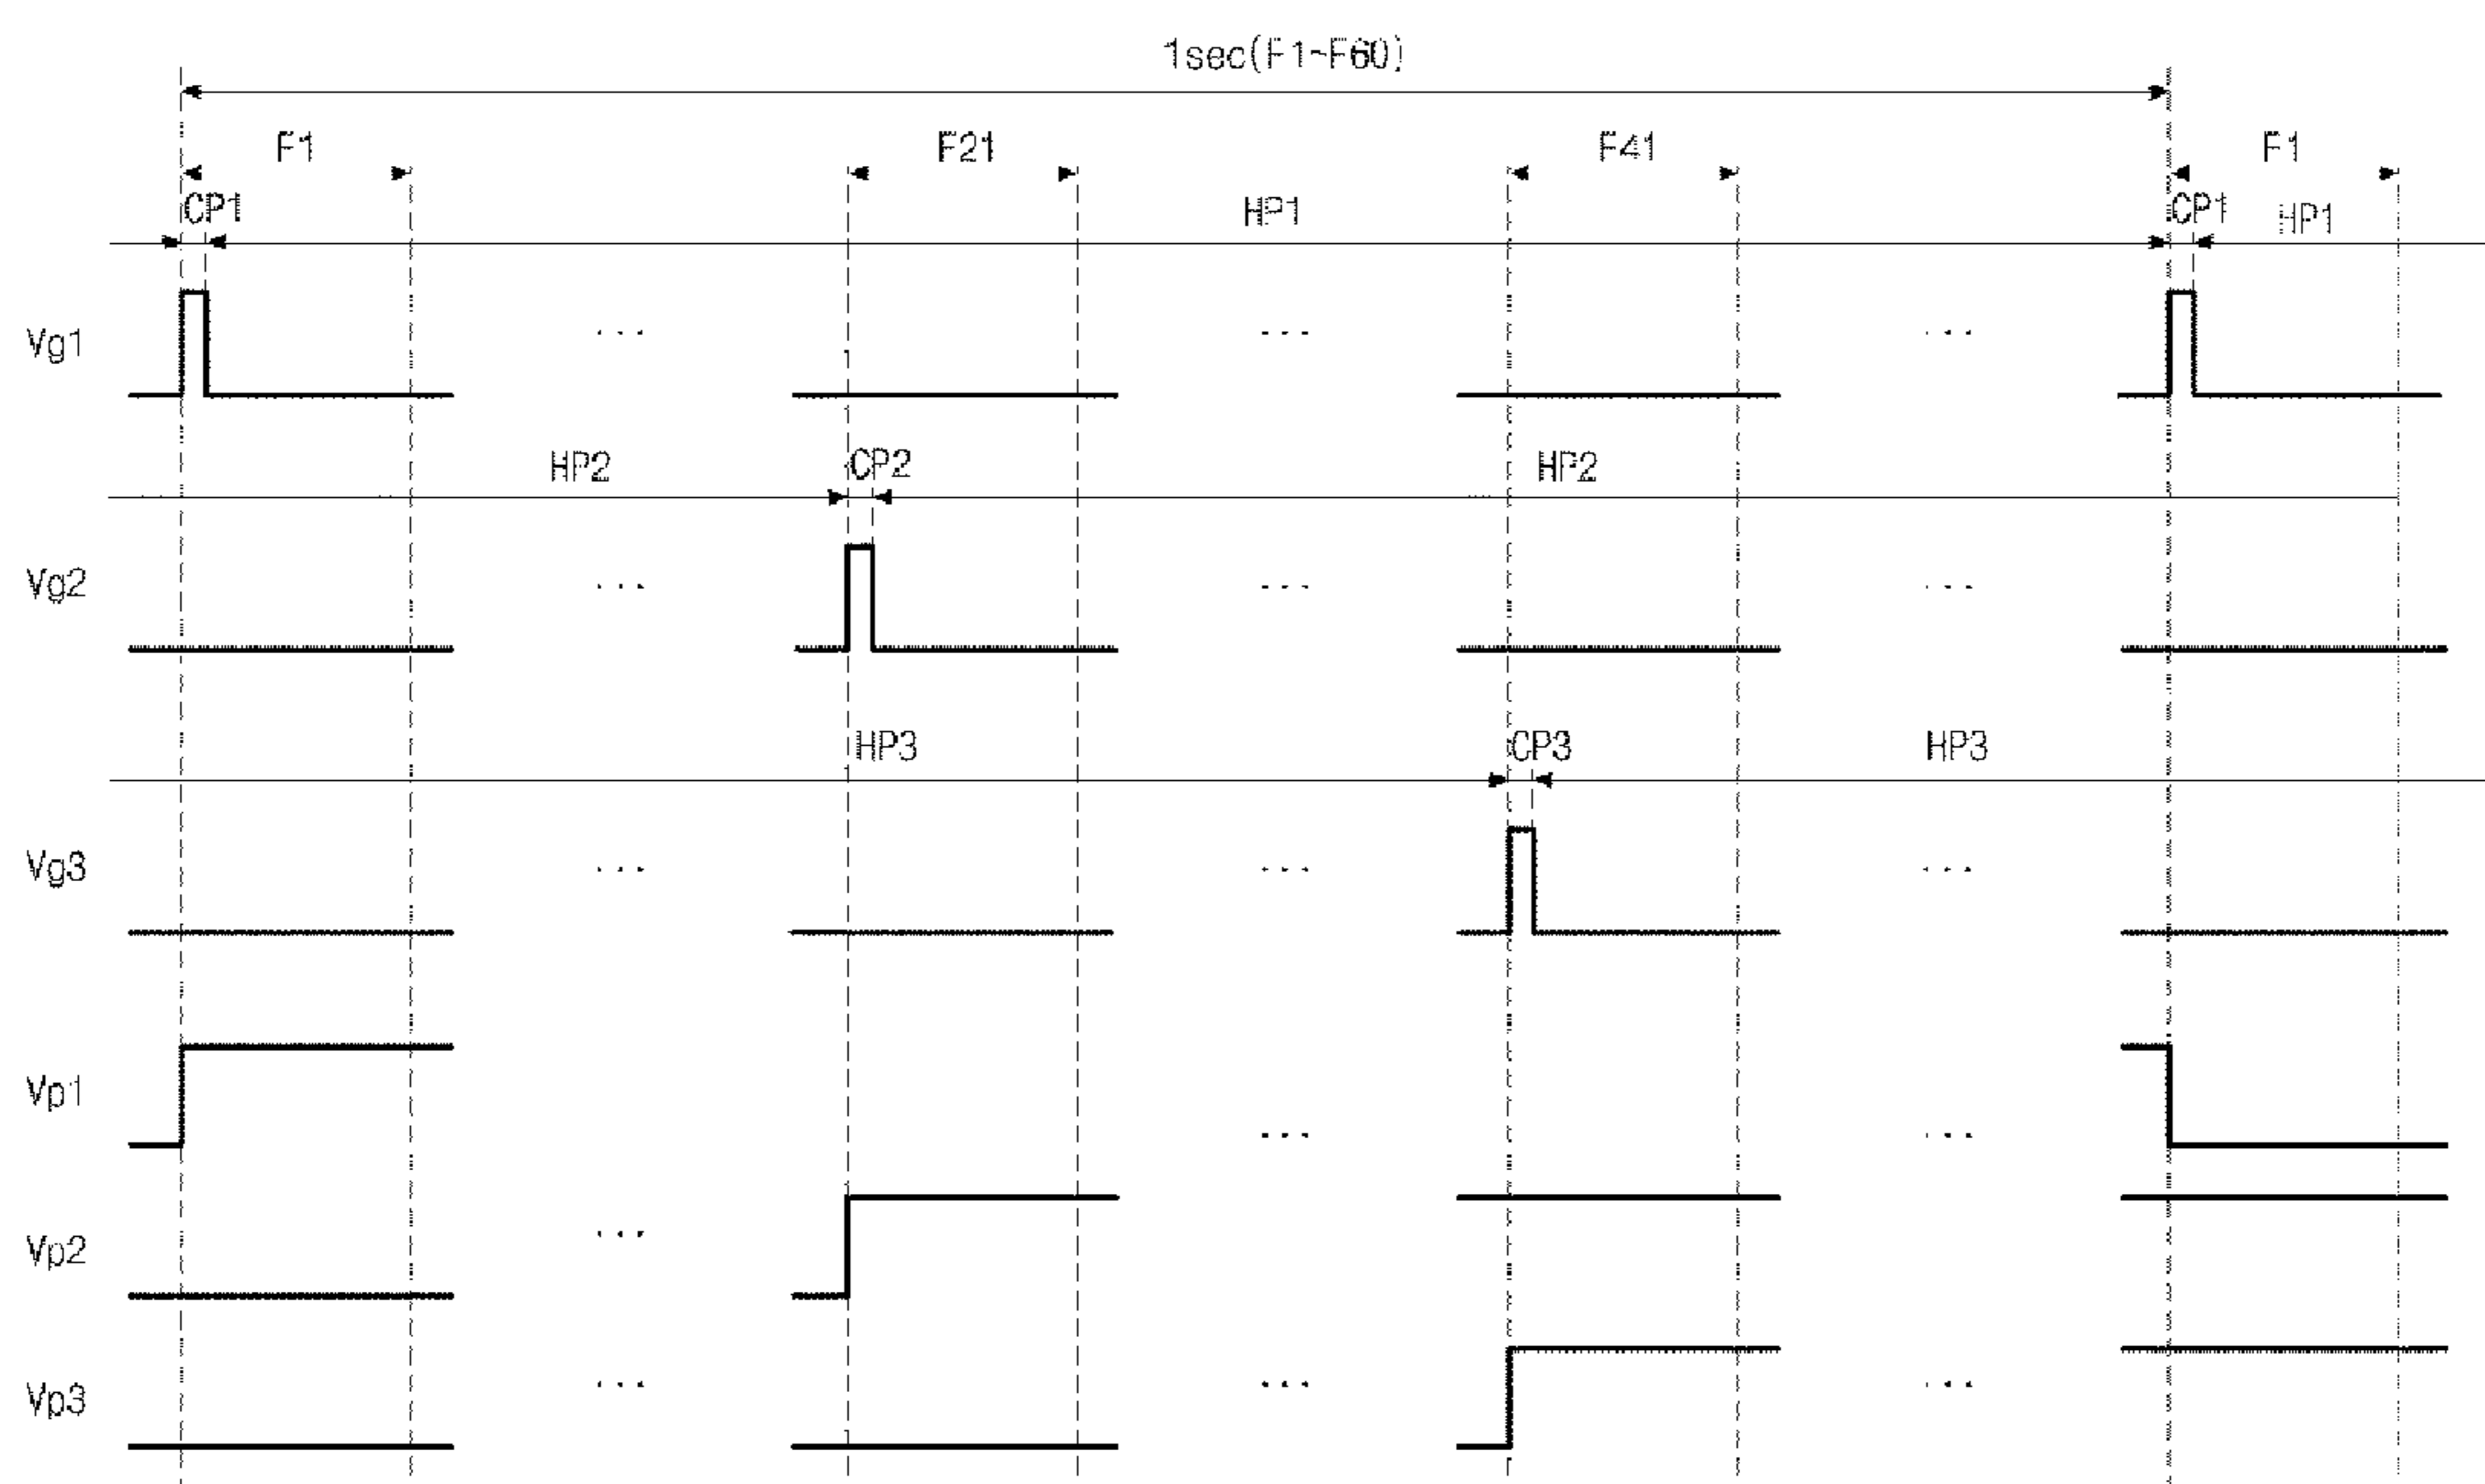 1sec(F1~F60)
F1 F21 F41 F1
CP1 HP1 CP1 HP1
Vg1 ... ... ...
HP2 CP2 HP2
Vg2 ... ... ...
HP3 CP3 HP3
Vg3 ... ... ...
Vp1 ... ...
Vp2 ...
Vp3 ... ... ...